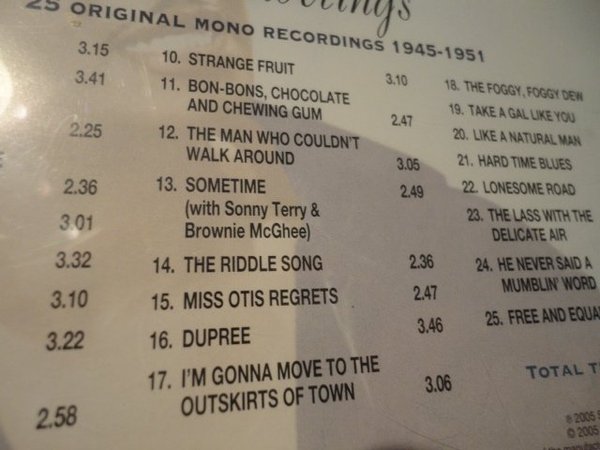 25 ORIGINAL MONO RECORDINGS 1945-1951
3.15
3.41
2.25
2.36
3.01
3.32
3.10
3.22
2.58
10. STRANGE FRUIT 3.10
11. BON-BONS, CHOCOLATE
AND CHEWING GUM 2.47
12. THE MAN WHO COULDN'T
WALK AROUND 3.05
13. SOMETIME 2.49
(with Sonny Terry &
Brownie McGhee)
14. THE RIDDLE SONG 2.36
15. MISS OTIS REGRETS 2.47
16. DUPREE 3.46
17. I'M GONNA MOVE TO THE
OUTSKIRTS OF TOWN 3.06
18. THE FOGGY, FOGGY DEW
19. TAKE A GAL LIKE YOU
20. LIKE A NATURAL MAN
21. HARD TIME BLUES
22. LONESOME ROAD
23. THE LASS WITH THE
DELICATE AIR
24. HE NEVER SAID A
MUMBLIN' WORD
25. FREE AND EQUA
TOTAL T
℗ 2005 S
© 2005